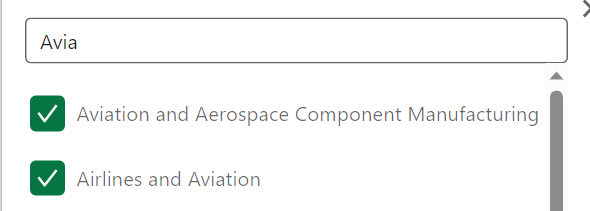 Avia
Aviation and Aerospace Component Manufacturing
Airlines and Aviation